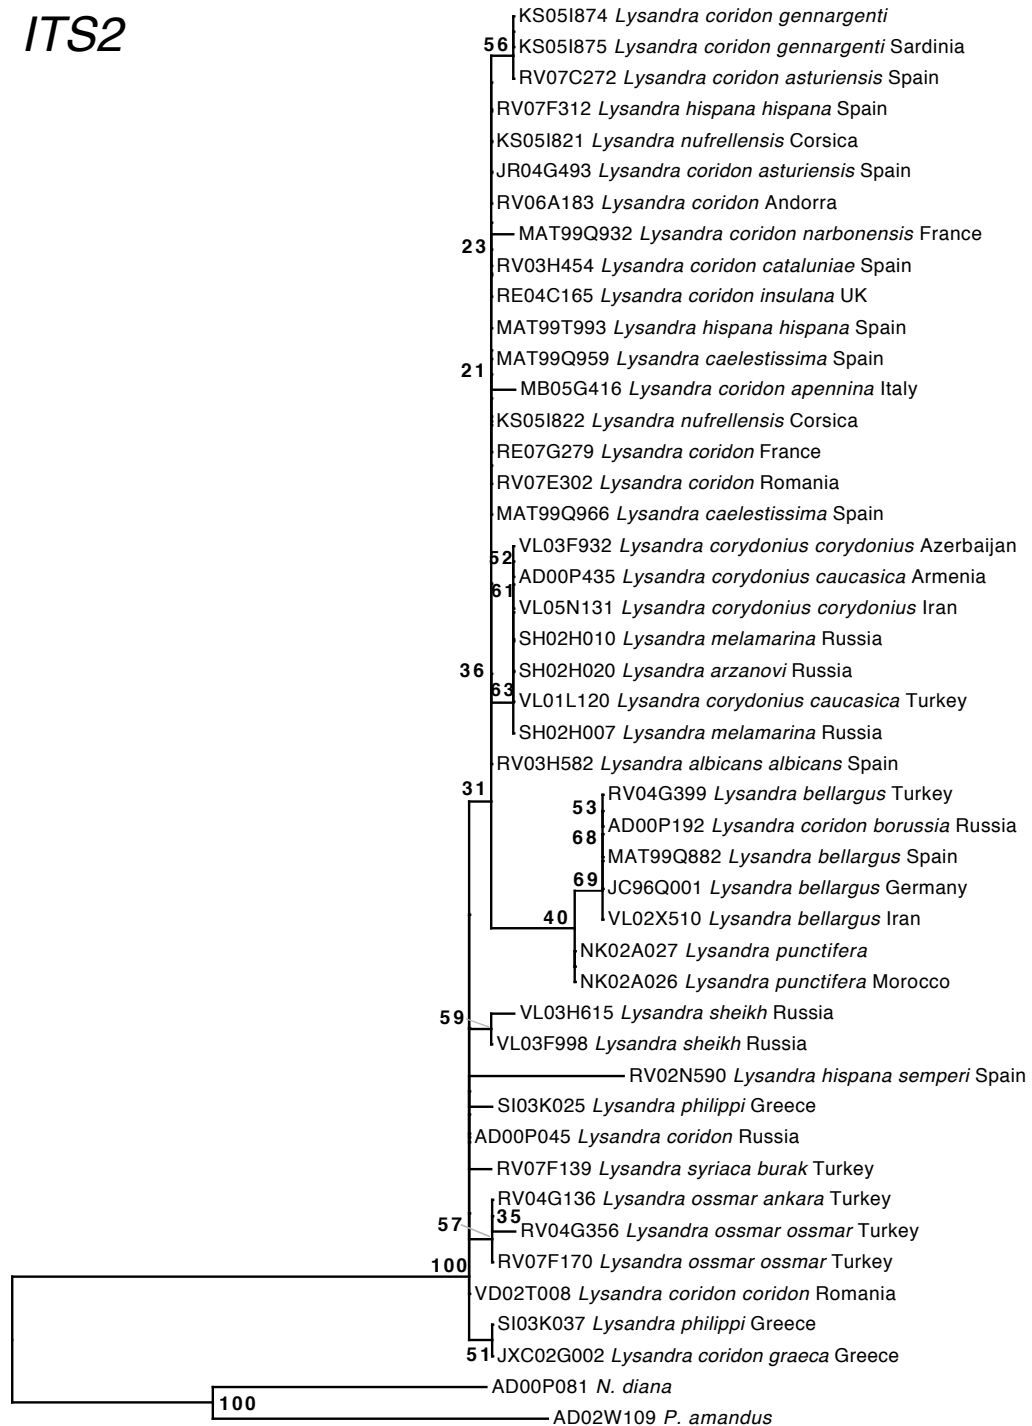 ITS2
KS05I874 Lysandra coridon gennargenti
56
KS05I875 Lysandra coridon gennargenti Sardinia
RV07C272 Lysandra coridon asturiensis Spain
RV07F312 Lysandra hispana hispana Spain
KS05I821 Lysandra nufrellensis Corsica
JR04G493 Lysandra coridon asturiensis Spain
RV06A183 Lysandra coridon Andorra
MAT99Q932 Lysandra coridon narbonensis France
23
RV03H454 Lysandra coridon cataluniae Spain
RE04C165 Lysandra coridon insulana UK
MAT99T993 Lysandra hispana hispana Spain
MAT99Q959 Lysandra caelestissima Spain
21
MB05G416 Lysandra coridon apennina Italy
KS05I822 Lysandra nufrellensis Corsica
RE07G279 Lysandra coridon France
RV07E302 Lysandra coridon Romania
MAT99Q966 Lysandra caelestissima Spain
VL03F932 Lysandra corydonius corydonius Azerbaijan
52
AD00P435 Lysandra corydonius caucasica Armenia
61
VL05N131 Lysandra corydonius corydonius Iran
SH02H010 Lysandra melamarina Russia
36
SH02H020 Lysandra arzanovi Russia
63
VL01L120 Lysandra corydonius caucasica Turkey
SH02H007 Lysandra melamarina Russia
RV03H582 Lysandra albicans albicans Spain
31
RV04G399 Lysandra bellargus Turkey
53
AD00P192 Lysandra coridon borussia Russia
68
MAT99Q882 Lysandra bellargus Spain
69
JC96Q001 Lysandra bellargus Germany
40
VL02X510 Lysandra bellargus Iran
NK02A027 Lysandra punctifera
NK02A026 Lysandra punctifera Morocco
59
VL03H615 Lysandra sheikh Russia
VL03F998 Lysandra sheikh Russia
RV02N590 Lysandra hispana semperi Spain
SI03K025 Lysandra philippi Greece
AD00P045 Lysandra coridon Russia
RV07F139 Lysandra syriaca burak Turkey
RV04G136 Lysandra ossmar ankara Turkey
57
35
RV04G356 Lysandra ossmar ossmar Turkey
RV07F170 Lysandra ossmar ossmar Turkey
100
VD02T008 Lysandra coridon coridon Romania
SI03K037 Lysandra philippi Greece
51
JXC02G002 Lysandra coridon graeca Greece
AD00P081 N. diana
100
AD02W109 P. amandus